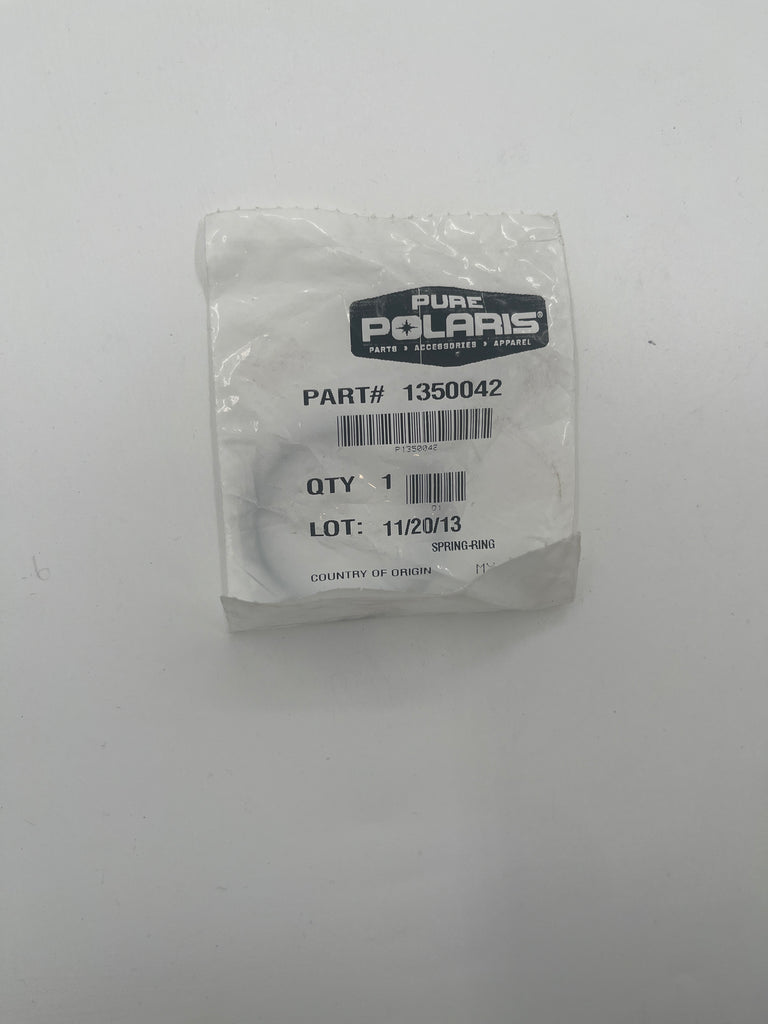 PURE
POLARIS®
PARTS › ACCESSORIES › APPAREL
PART# 1350042
P1350042
QTY 1
01
LOT: 11/20/13
SPRING-RING
COUNTRY OF ORIGIN